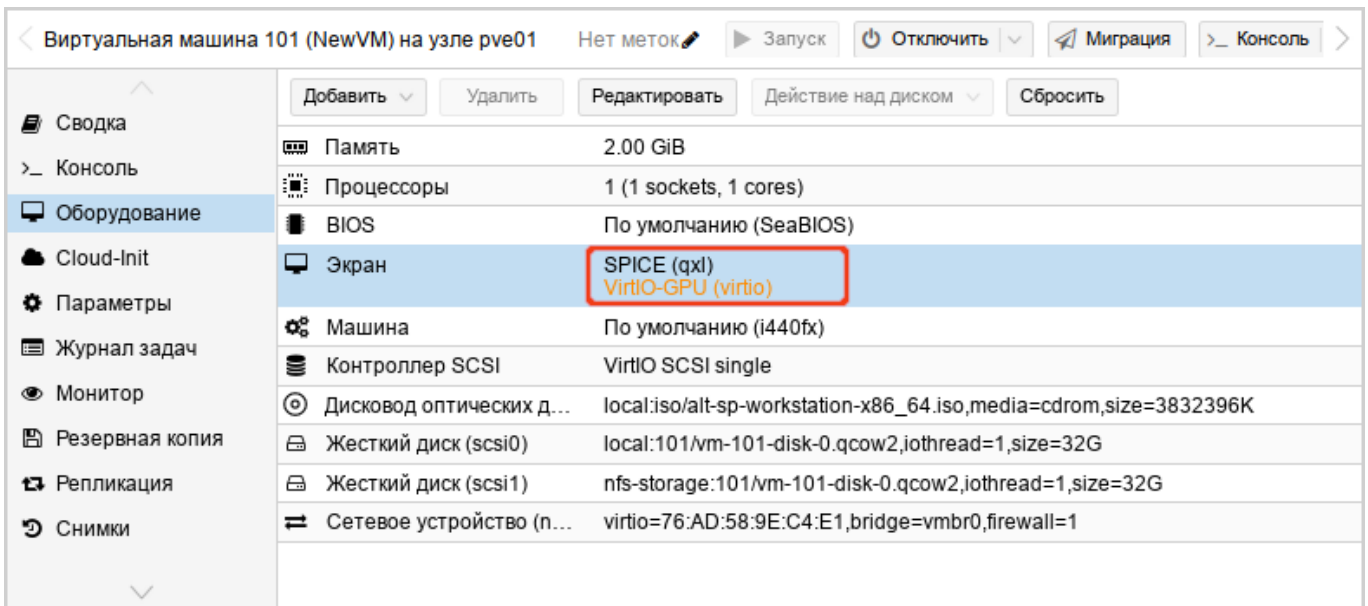 Виртуальная машина 101 (NewVM) на узле pve01 Нет меток Запуск Отключить Миграция >_ Консоль
Добавить Удалить Редактировать Действие над диском Сбросить
Сводка
>_ Консоль
Оборудование
Cloud-Init
Параметры
Журнал задач
Монитор
Резервная копия
Репликация
Снимки
Память 2.00 GiB
Процессоры 1 (1 sockets, 1 cores)
BIOS По умолчанию (SeaBIOS)
Экран SPICE (qxl)
VirtIO-GPU (virtio)
Машина По умолчанию (i440fx)
Контроллер SCSI VirtIO SCSI single
Дисковод оптических д... local:iso/alt-sp-workstation-x86_64.iso,media=cdrom,size=3832396K
Жесткий диск (scsi0) local:101/vm-101-disk-0.qcow2,iothread=1,size=32G
Жесткий диск (scsi1) nfs-storage:101/vm-101-disk-0.qcow2,iothread=1,size=32G
Сетевое устройство (n... virtio=76:AD:58:9E:C4:E1,bridge=vmbr0,firewall=1